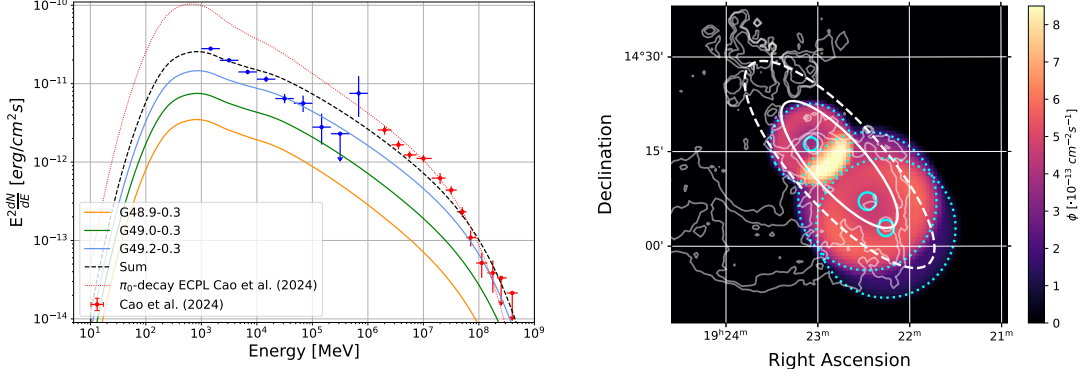 10⁻¹⁰
10⁻¹¹
10⁻¹²
10⁻¹³
10⁻¹⁴
E² dN/dE [erg/cm²s]
G48.9-0.3
G49.0-0.3
G49.2-0.3
Sum
π₀-decay ECPL Cao et al. (2024)
Cao et al. (2024)
10¹ 10² 10³ 10⁴ 10⁵ 10⁶ 10⁷ 10⁸ 10⁹
Energy [MeV]
14°30'
15'
00'
Declination
19ʰ24ᵐ 23ᵐ 22ᵐ 21ᵐ
Right Ascension
8
7
6
5
4
3
2
1
0
ϕ [·10⁻¹³ cm⁻²s⁻¹]